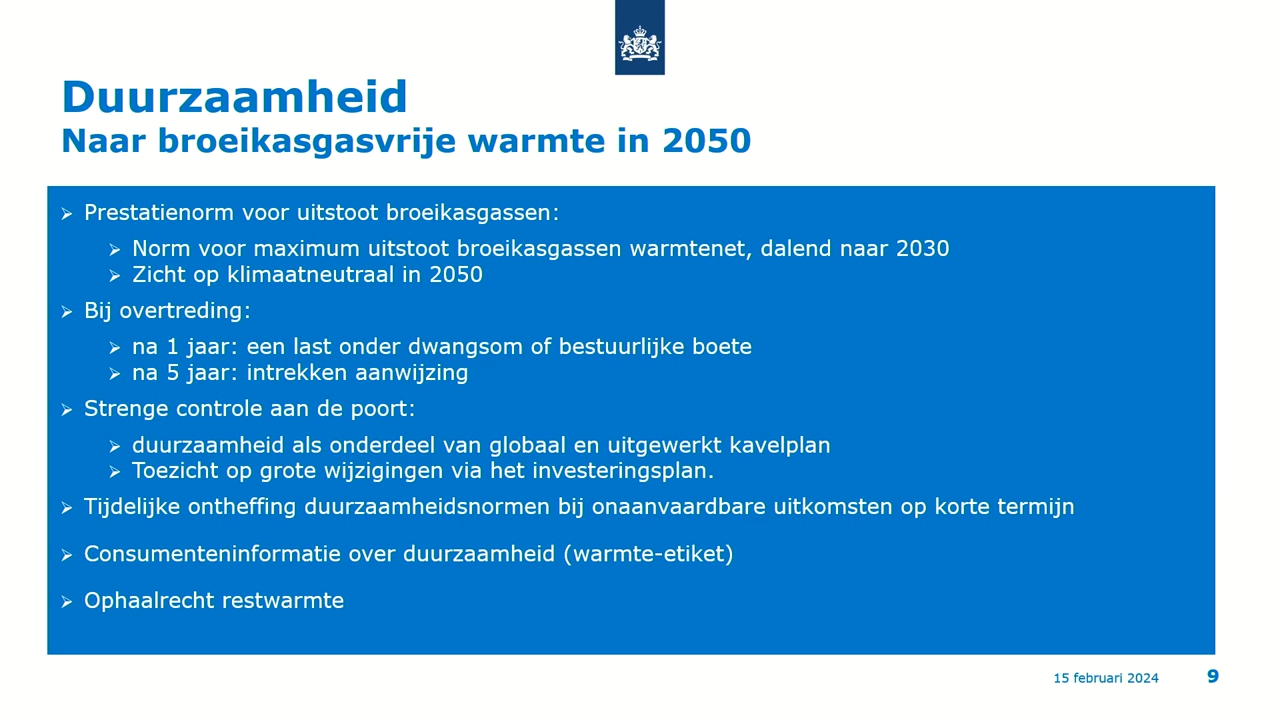 Duurzaamheid
Naar broeikasgasvrije warmte in 2050
Prestatienorm voor uitstoot broeikasgassen:
Norm voor maximum uitstoot broeikasgassen warmtenet, dalend naar 2030
Zicht op klimaatneutraal in 2050
Bij overtreding:
na 1 jaar: een last onder dwangsom of bestuurlijke boete
na 5 jaar: intrekken aanwijzing
Strenge controle aan de poort:
duurzaamheid als onderdeel van globaal en uitgewerkt kavelplan
Toezicht op grote wijzigingen via het investeringsplan.
Tijdelijke ontheffing duurzaamheidsnormen bij onaanvaardbare uitkomsten op korte termijn
Consumenteninformatie over duurzaamheid (warmte-etiket)
Ophaalrecht restwarmte
15 februari 2024 9